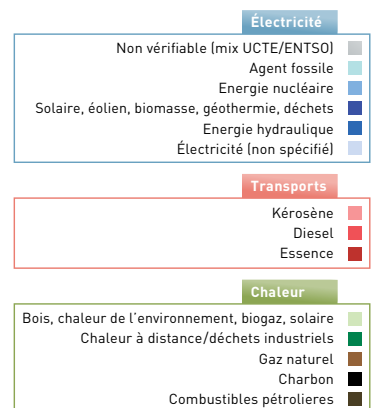 Électricité
Non vérifiable (mix UCTE/ENTSO)
Agent fossile
Energie nucléaire
Solaire, éolien, biomasse, géothermie, déchets
Energie hydraulique
Électricité (non spécifié)
Transports
Kérosène
Diesel
Essence
Chaleur
Bois, chaleur de l'environnement, biogaz, solaire
Chaleur à distance/déchets industriels
Gaz naturel
Charbon
Combustibles pétrolieres